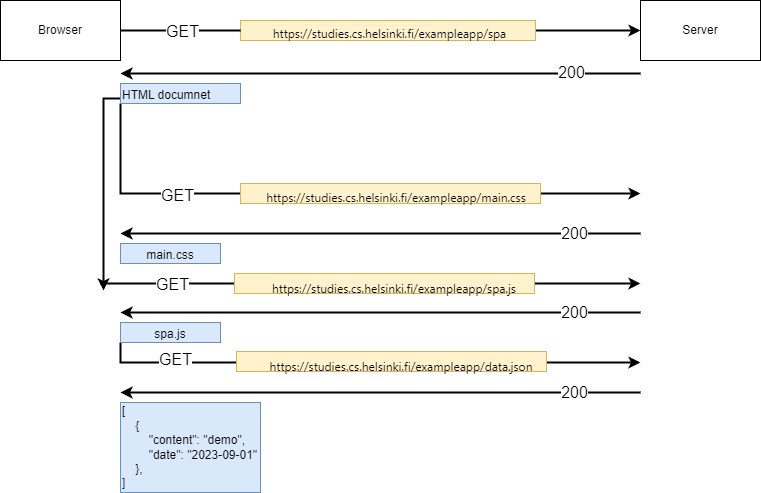 Browser
GET
https://studies.cs.helsinki.fi/exampleapp/spa
Server
200
HTML documnet
GET
https://studies.cs.helsinki.fi/exampleapp/main.css
200
main.css
GET
https://studies.cs.helsinki.fi/exampleapp/spa.js
200
spa.js
GET
https://studies.cs.helsinki.fi/exampleapp/data.json
200
[
{
"content": "demo",
"date": "2023-09-01"
},
]